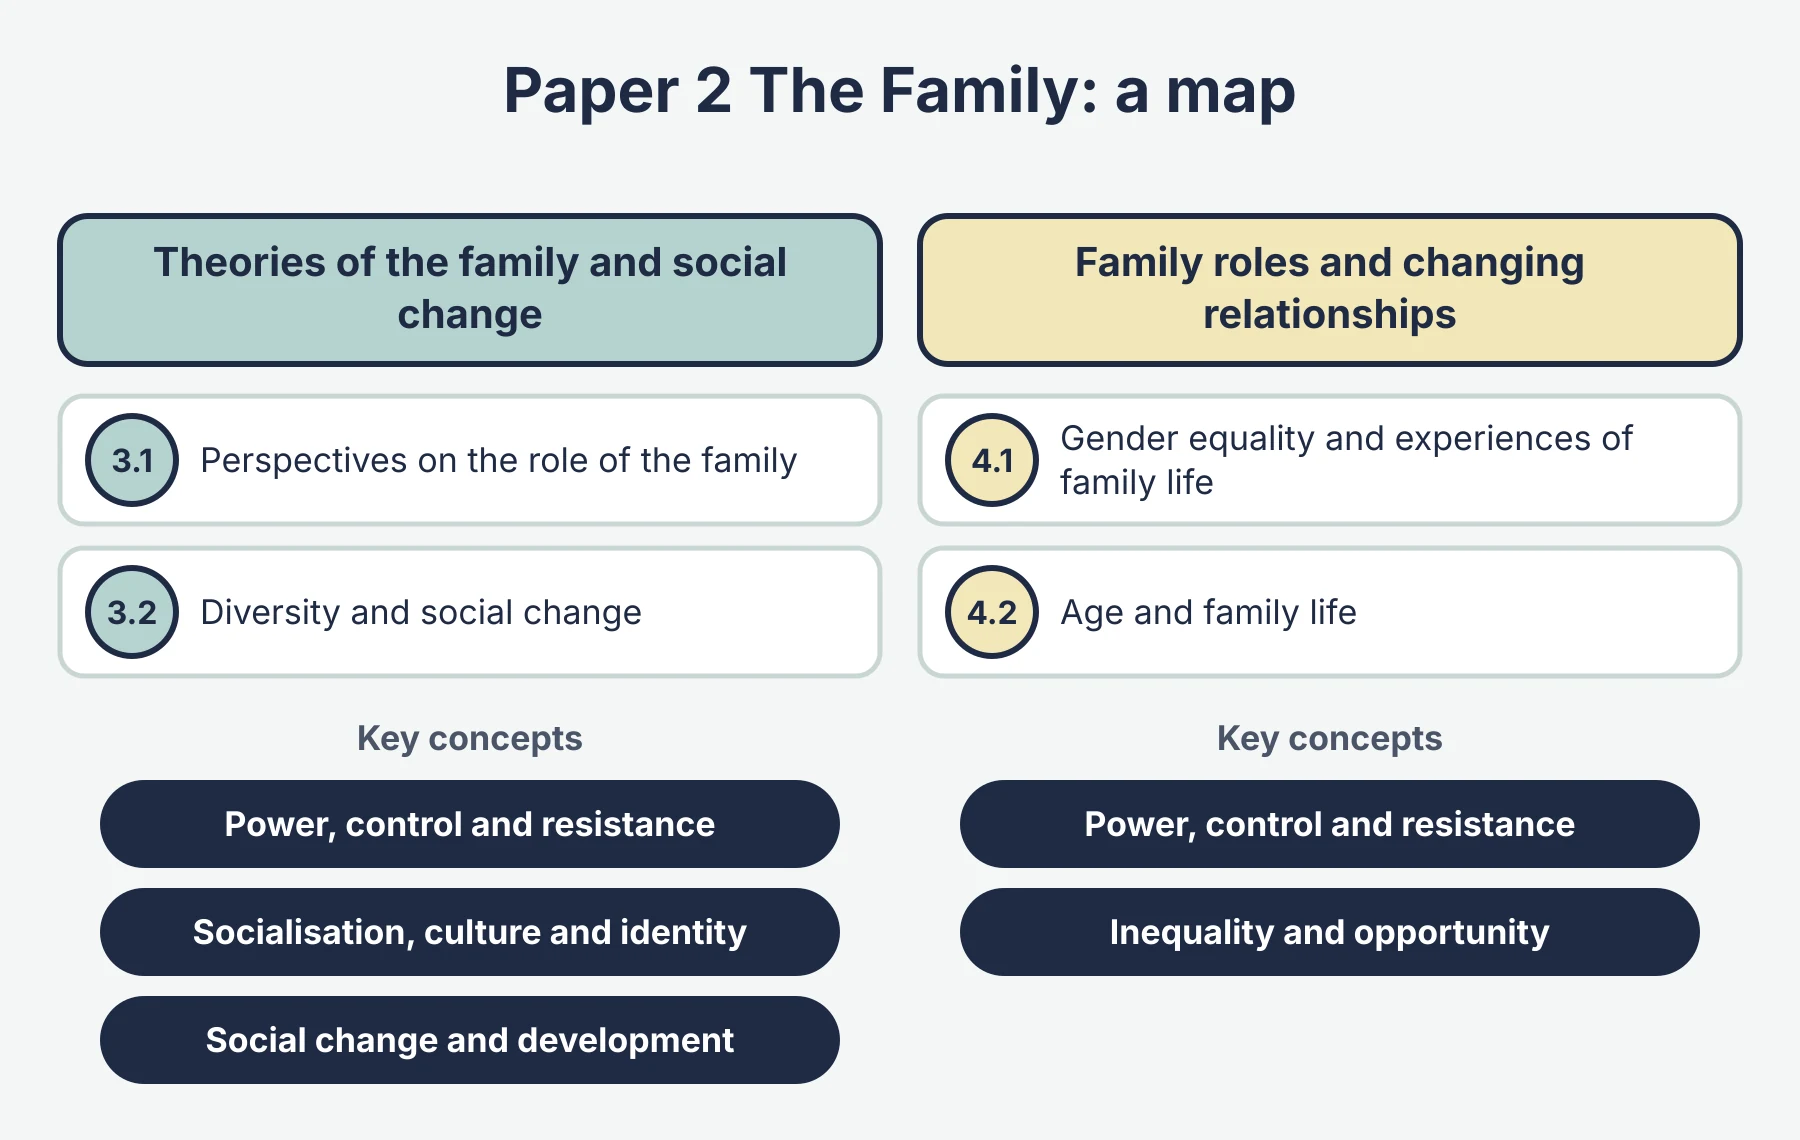 Paper 2 The Family: a map
Theories of the family and social
change
3.1 Perspectives on the role of the family
3.2 Diversity and social change
Key concepts
Power, control and resistance
Socialisation, culture and identity
Social change and development
Family roles and changing
relationships
4.1 Gender equality and experiences of
family life
4.2 Age and family life
Key concepts
Power, control and resistance
Inequality and opportunity